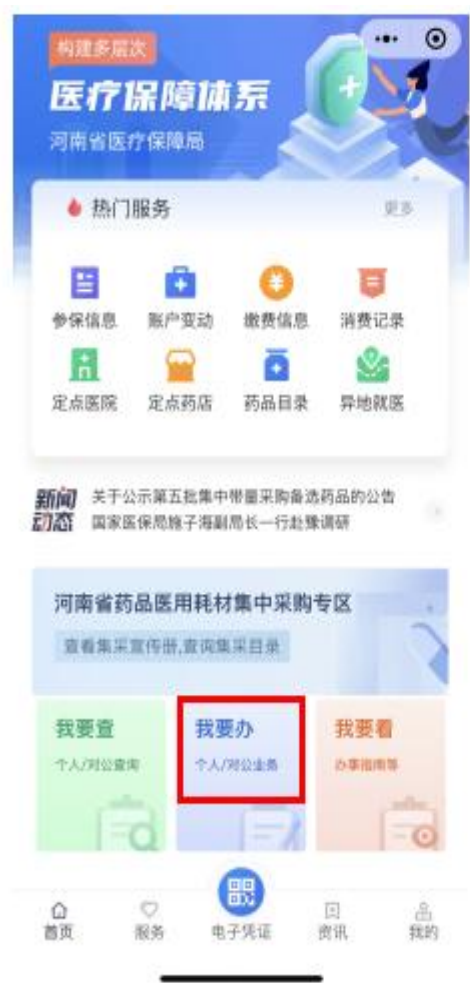 构建多层次
医疗保障体系
河南省医疗保障局
热门服务 更多
参保信息 账户变动 缴费信息 消费记录
定点医院 定点药店 药品目录 异地就医
新闻动态
关于公示第五批集中带量采购备选药品的公告
国家医保局施子海副局长一行赴豫调研
河南省药品医用耗材集中采购专区
查看集采宣传册,查询集采目录
我要查 我要办 我要看
个人/对公查询 个人/对公业务 办事指南等
首页 服务 电子凭证 资讯 我的